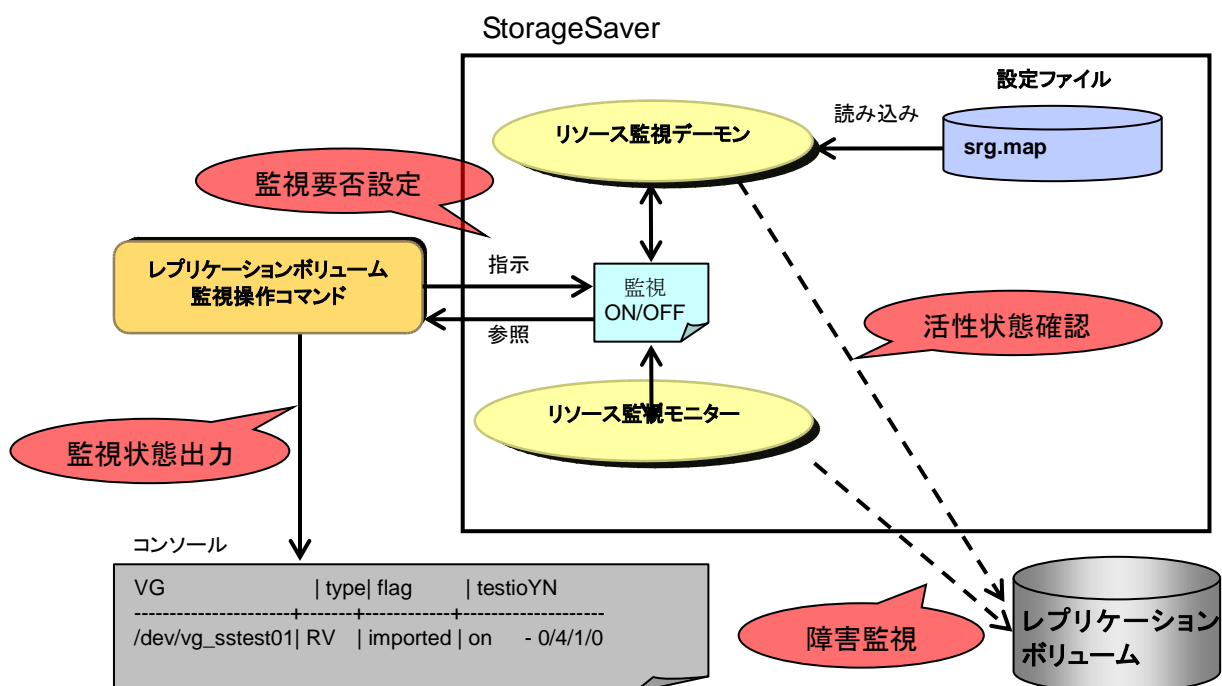 StorageSaver
設定ファイル
リソース監視デーモン
読み込み
srg.map
監視要否設定
レプリケーションボリューム
監視操作コマンド
指示
監視
ON/OFF
参照
活性状態確認
リソース監視モニター
監視状態出力
コンソール
VG | type| flag | testioYN
---------------------+-------+------------+-------------------
/dev/vg_sstest01| RV | imported | on - 0/4/1/0
障害監視
レプリケーション
ボリューム